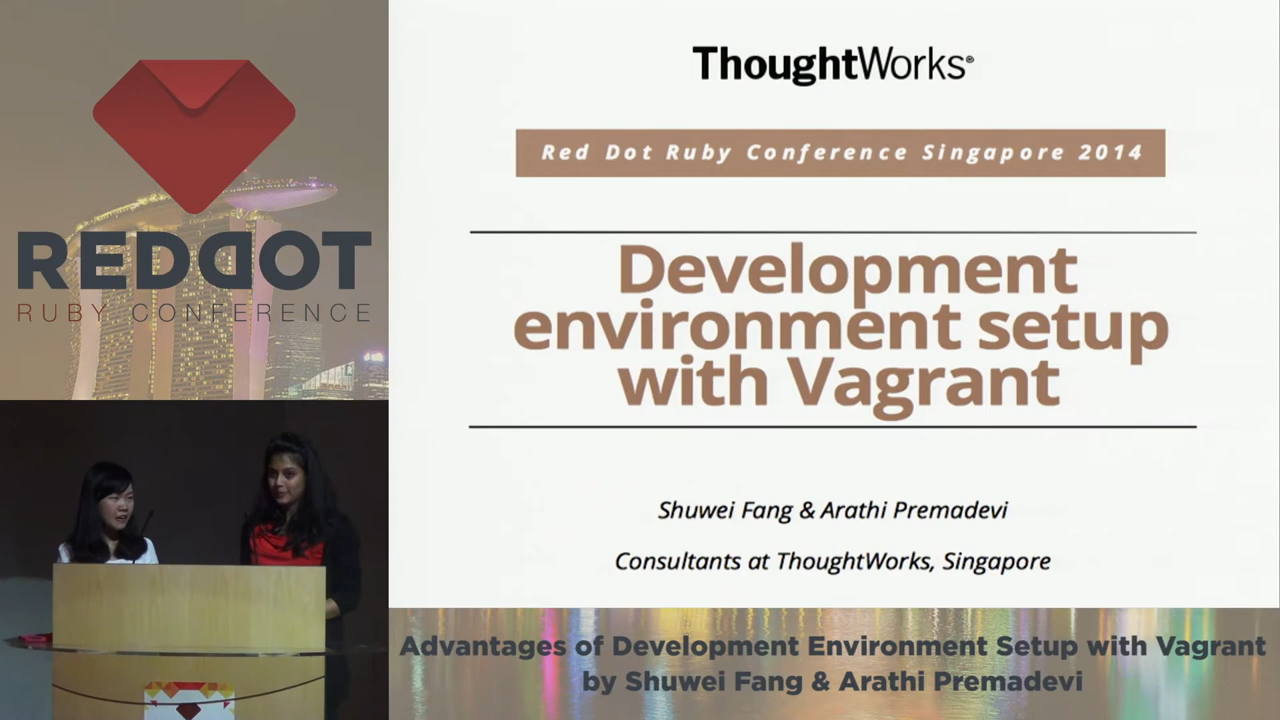 REDDOT
RUBY CONFERENCE
ThoughtWorks®
Red Dot Ruby Conference Singapore 2014
Development
environment setup
with Vagrant
Shuwei Fang & Arathi Premadevi
Consultants at ThoughtWorks, Singapore
Advantages of Development Environment Setup with Vagrant
by Shuwei Fang & Arathi Premadevi